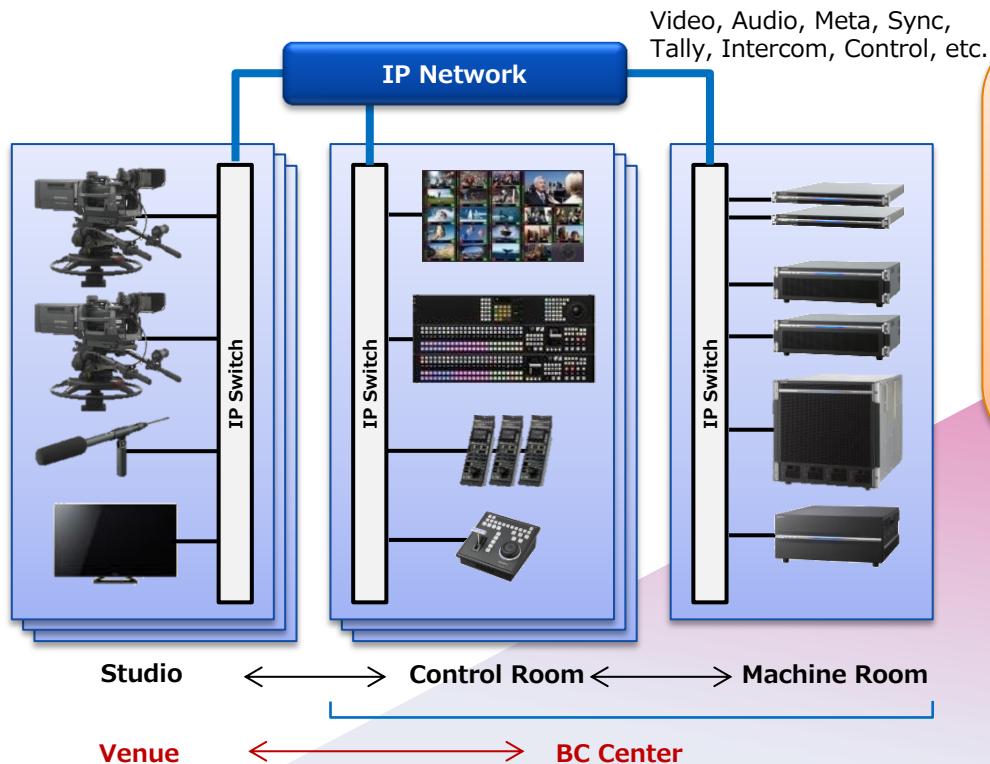 Video, Audio, Meta, Sync,
Tally, Intercom, Control, etc.
IP Network
IP Switch
IP Switch
IP Switch
Studio
Control Room
Machine Room
Venue
BC Center